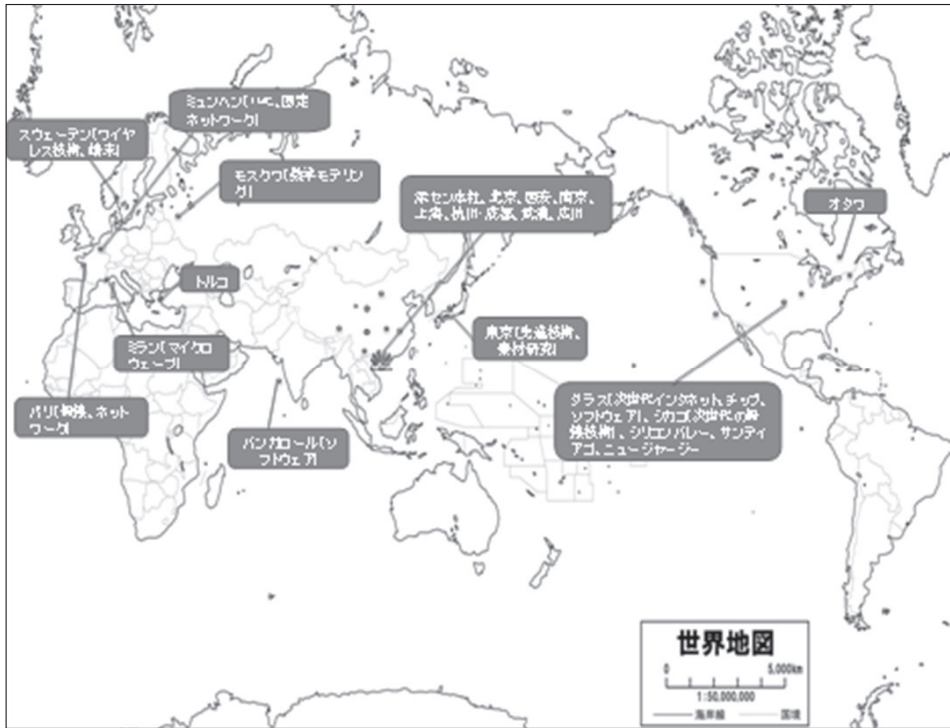 ミュンヘン(
ネットワーク)
スウェーデン(ワイヤ
レス技術、端末)
モスクワ(数学モデリン
グ)
深セン本社、北京、西安、南京、
上海、杭州、成都、武漢、広州
オタワ
トルコ
東京(先進技術、
素材研究)
ミラン(マイクロ
ウェーブ)
ダラス(次世代インタネット、チップ、
ソフトウェア)、シカゴ(次世代の無
線技術)、シリコンバレー、サンディ
アゴ、ニュージャージー
パリ(無線、ネット
ワーク)
バンガロール(ソ
フトウェア)
世界地図
0 5,000km
1:50,000,000
海岸線 国境